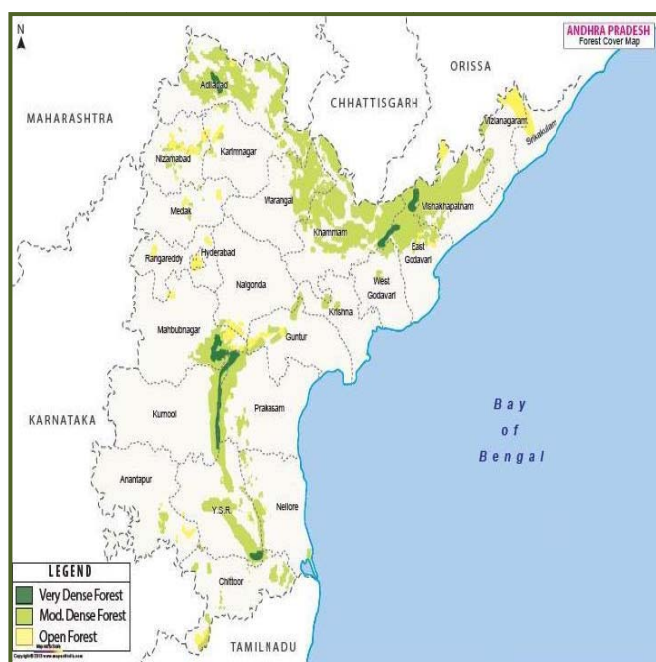 N
ANDHRA PRADESH
Forest Cover Map
ORISSA
CHHATTISGARH
MAHARASHTRA
Adilabad
Vizianagaram
Srikakulam
Nizamabad
Karimnagar
Warangal
Vishakhapatnam
Medak
Khammam
East
Godavari
Rangareddy
Hyderabad
Nalgonda
West
Godavari
Krishna
Mahbubnagar
Guntur
KARNATAKA
Kurnool
Prakasam
Bay
of
Bengal
Anantapur
Y.S.R.
Nellore
Chittoor
TAMILNADU
LEGEND
Very Dense Forest
Mod. Dense Forest
Open Forest